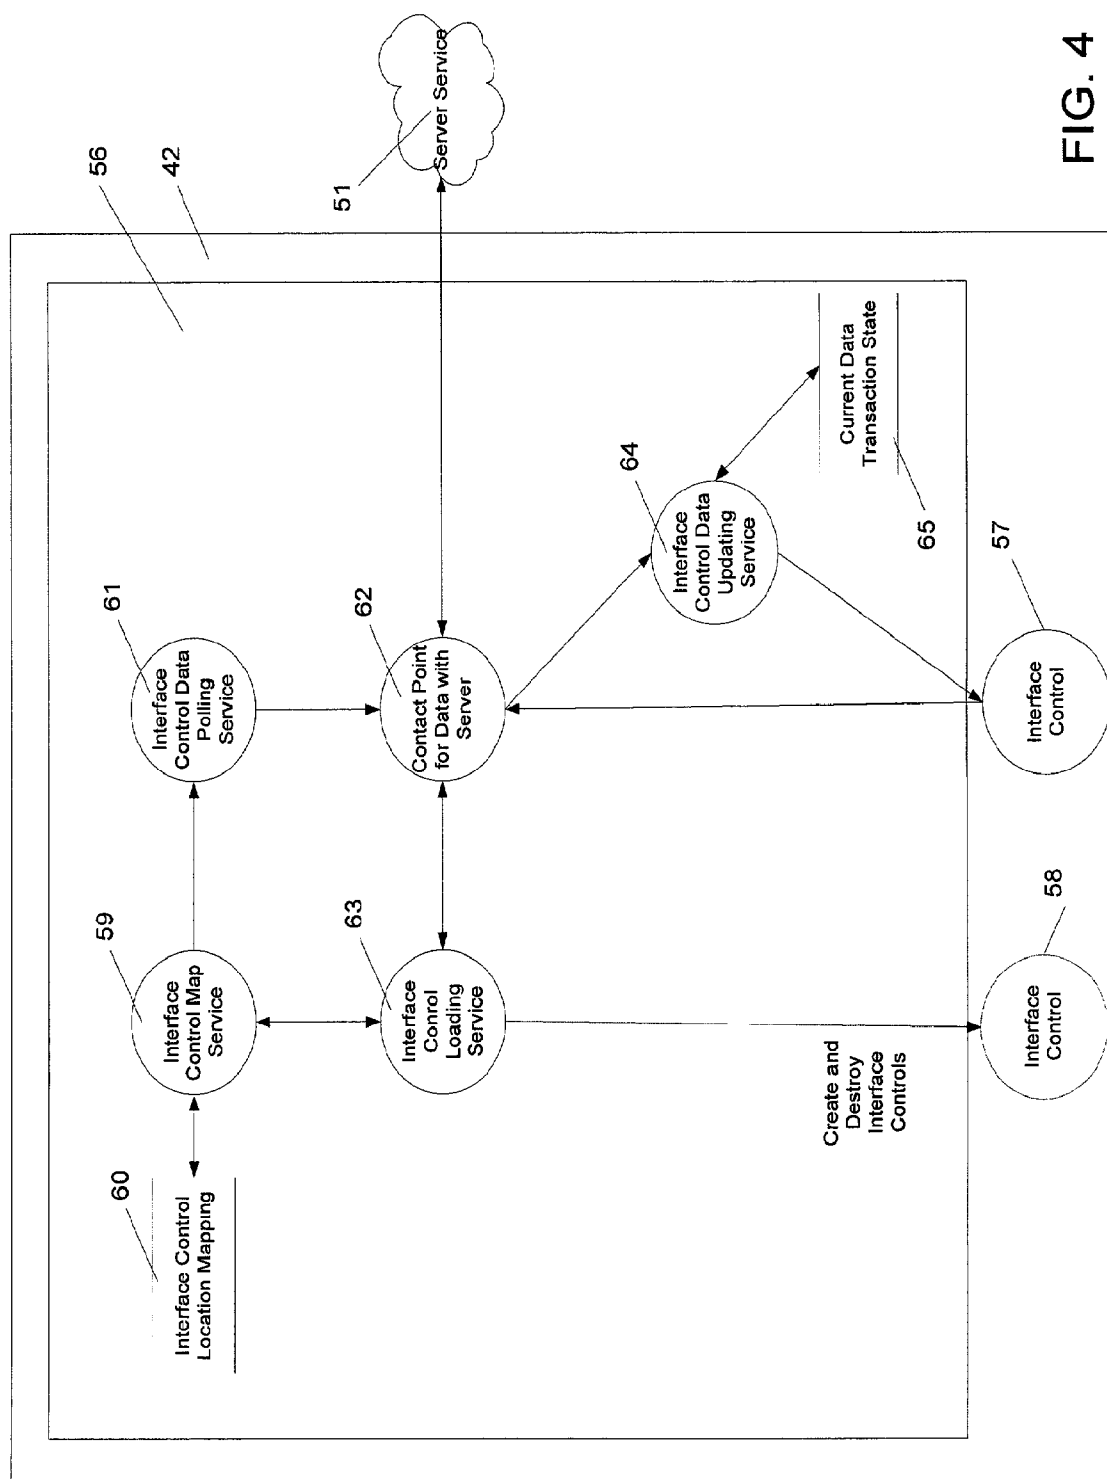 60
Interface Control
Location Mapping
59
Interface
Control Map
Service
61
Interface
Control Data
Polling
Service
56
42
63
Interface
Conrol
Loading
Service
62
Contact Point
for Data with
Server
51
Server Service
64
Interface
Control Data
Updating
Service
Current Data
Transaction State
65
Create and
Destroy
Interface
Controls
58
Interface
Control
57
Interface
Control
FIG. 4